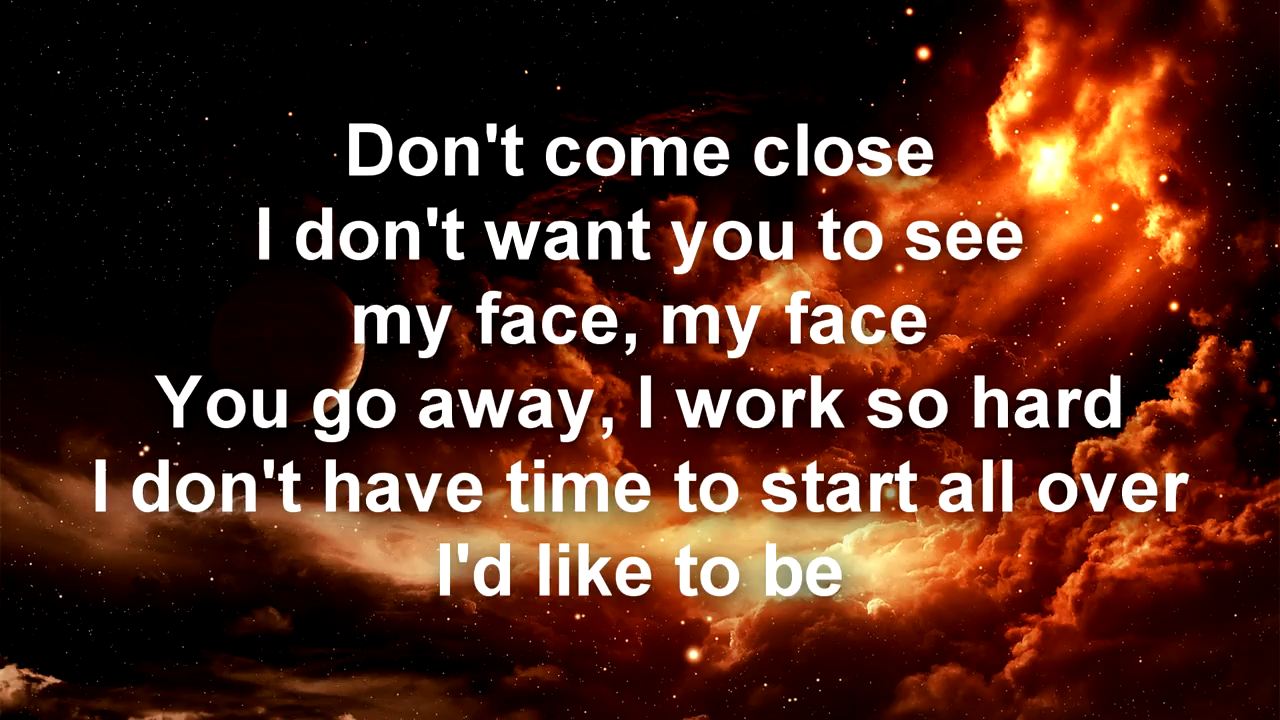 Don't come close
I don't want you to see
my face, my face
You go away, I work so hard
I don't have time to start all over
I'd like to be